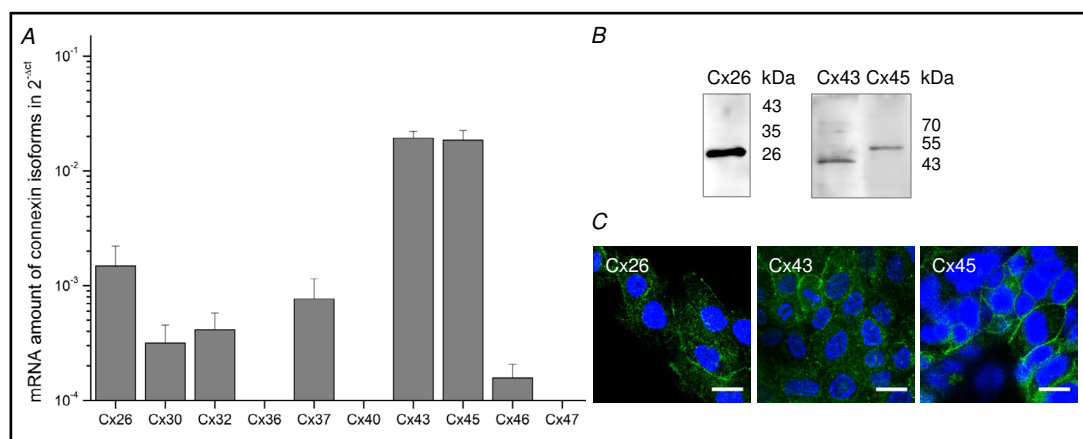 A
mRNA amount of connexin isoforms in 2^-Δct
10^-1
10^-2
10^-3
10^-4
Cx26 Cx30 Cx32 Cx36 Cx37 Cx40 Cx43 Cx45 Cx46 Cx47
B
Cx26 kDa
43
35
26
Cx43 Cx45 kDa
70
55
43
C
Cx26
Cx43
Cx45